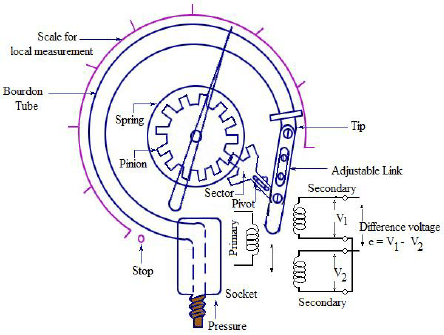 Scale for
local measurement
Bourdon
Tube
Spring
Pinion
Tip
Adjustable Link
Sector
Pivot
Secondary
Primary
V1
Difference voltage
e = V1 - V2
V2
Stop
Socket
Secondary
Pressure